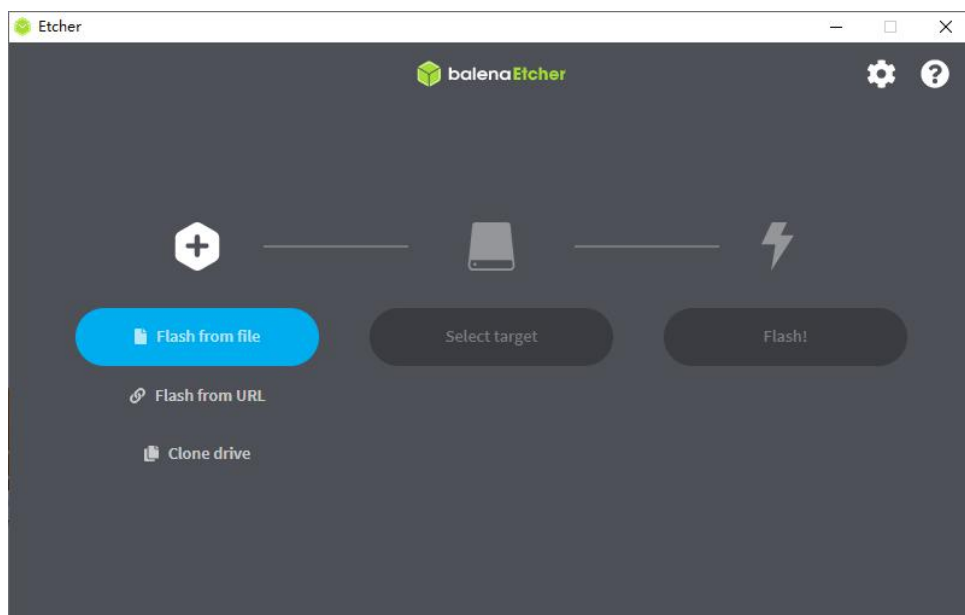 Etcher
balenaEtcher
Flash from file
Select target
Flash!
Flash from URL
Clone drive